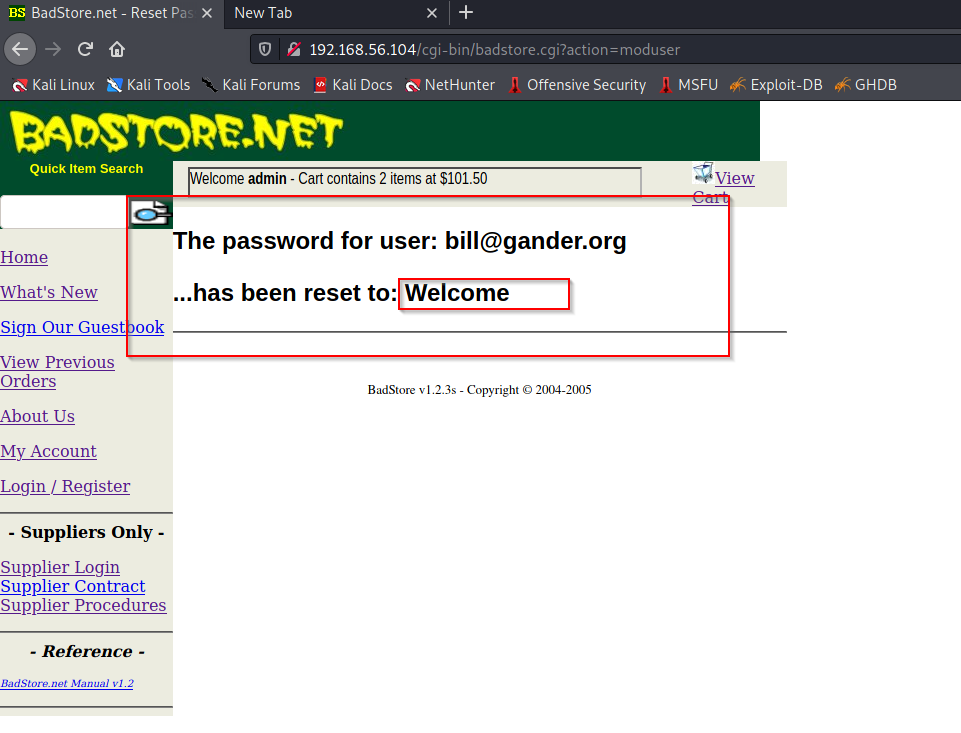 BadStore.net - Reset Pas
New Tab
192.168.56.104/cgi-bin/badstore.cgi?action=moduser
Kali Linux Kali Tools Kali Forums Kali Docs NetHunter Offensive Security MSFU Exploit-DB GHDB
BADSTORE.NET
Quick Item Search
Welcome admin - Cart contains 2 items at $101.50
View
Cart
The password for user: bill@gander.org
...has been reset to: Welcome
Home
What's New
Sign Our Guestbook
View Previous
Orders
About Us
My Account
Login / Register
- Suppliers Only -
Supplier Login
Supplier Contract
Supplier Procedures
- Reference -
BadStore.net Manual v1.2
BadStore v1.2.3s - Copyright © 2004-2005